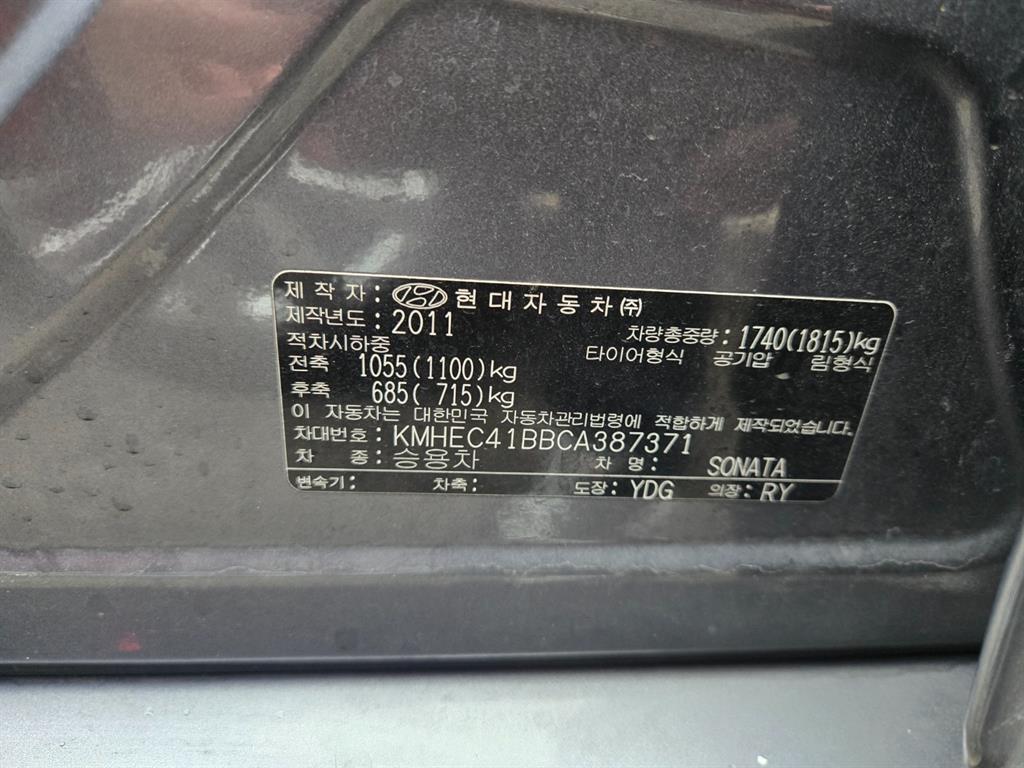 제 작 자 : 현대자동차㈜
제작년도 : 2011 차량총중량 : 1740(1815)kg
적차시하중 타이어형식 공기압 림형식
전축 1055(1100)kg
후축 685( 715)kg
이 자동차는 대한민국 자동차관리법령에 적합하게 제작되었습니다.
차대번호 : KMHEC41BBCA387371
차 종 : 승용차 차 명 : SONATA
변속기 : 차축 : 도장 : YDG 의장 : RY